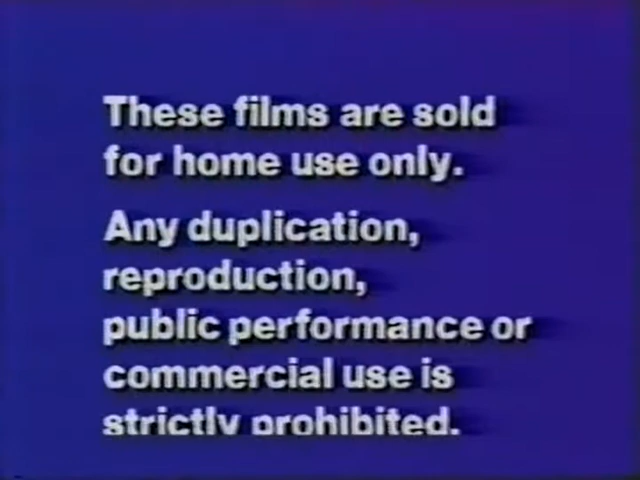 These films are sold
for home use only.
Any duplication,
reproduction,
public performance or
commercial use is
strictly prohibited.